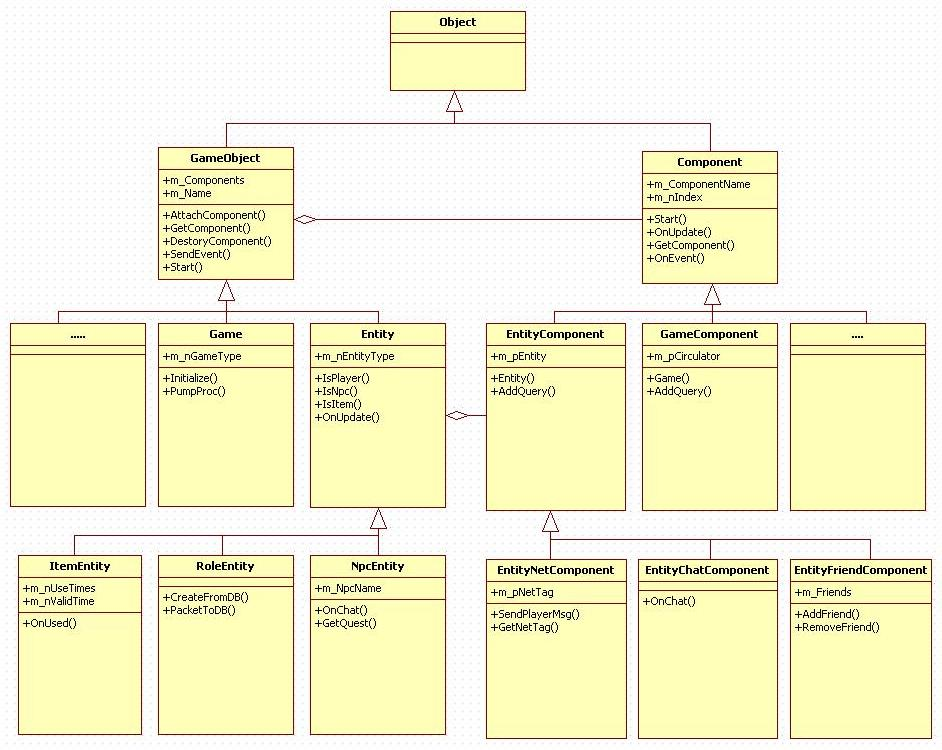 Object
GameObject
+m_Components
+m_Name
+AttachComponent()
+GetComponent()
+DestoryComponent()
+SendEvent()
+Start()
Component
+m_ComponentName
+m_nIndex
+Start()
+OnUpdate()
+GetComponent()
+OnEvent()
.....
Game
+m_nGameType
+Initialize()
+PumpProc()
Entity
+m_nEntityType
+IsPlayer()
+IsNpc()
+IsItem()
+OnUpdate()
EntityComponent
+m_pEntity
+Entity()
+AddQuery()
GameComponent
+m_pCirculator
+Game()
+AddQuery()
....
ItemEntity
+m_nUseTimes
+m_nValidTime
+OnUsed()
RoleEntity
+CreateFromDB()
+PacketToDB()
NpcEntity
+m_NpcName
+OnChat()
+GetQuest()
EntityNetComponent
+m_pNetTag
+SendPlayerMsg()
+GetNetTag()
EntityChatComponent
+OnChat()
EntityFriendComponent
+m_Friends
+AddFriend()
+RemoveFriend()